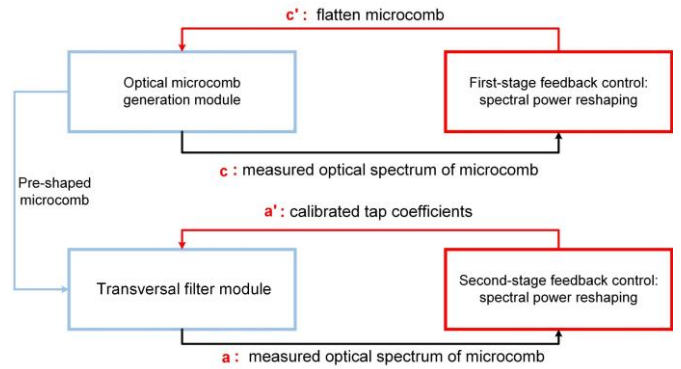 c' : flatten microcomb
Optical microcomb
generation module
First-stage feedback control:
spectral power reshaping
c : measured optical spectrum of microcomb
Pre-shaped
microcomb
a' : calibrated tap coefficients
Transversal filter module
Second-stage feedback control:
spectral power reshaping
a : measured optical spectrum of microcomb